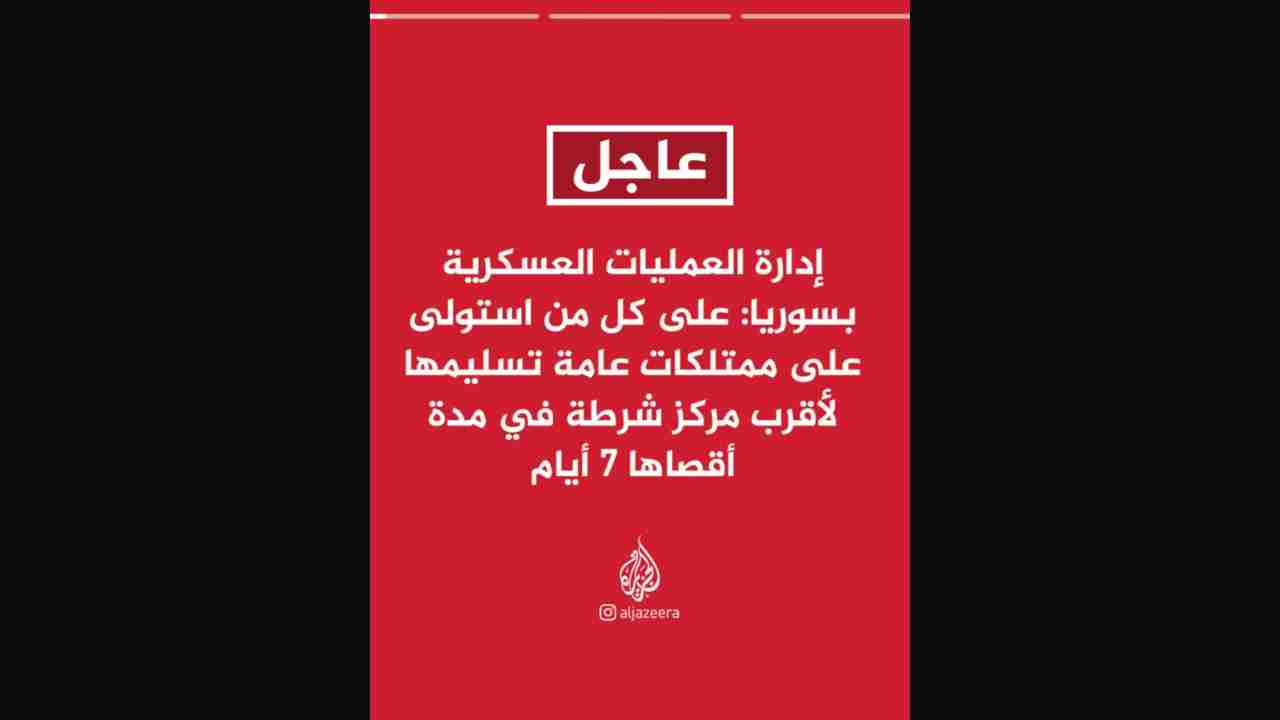 عاجل
إدارة العمليات العسكرية
بسوريا: على كل من استولى
على ممتلكات عامة تسليمها
لأقرب مركز شرطة في مدة
أقصاها 7 أيام
الجزيرة
aljazeera